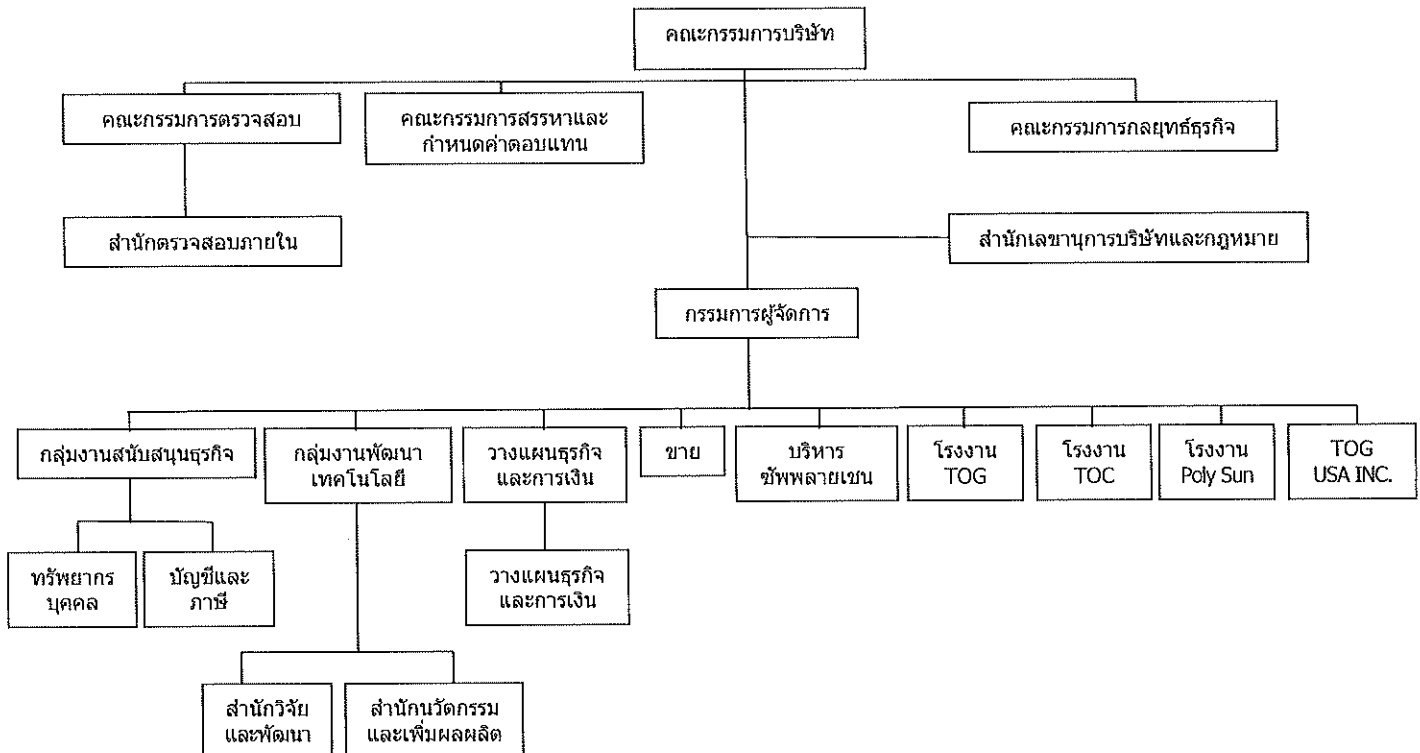 คณะกรรมการบริษัท
คณะกรรมการตรวจสอบ
คณะกรรมการสรรหาและ
กำหนดค่าตอบแทน
คณะกรรมการกลยุทธ์ธุรกิจ
สำนักตรวจสอบภายใน
สำนักเลขานุการบริษัทและกฎหมาย
กรรมการผู้จัดการ
กลุ่มงานสนับสนุนธุรกิจ
กลุ่มงานพัฒนา
เทคโนโลยี
วางแผนธุรกิจ
และการเงิน
ขาย
บริหาร
ซัพพลายเชน
โรงงาน
TOG
โรงงาน
TOC
โรงงาน
Poly Sun
TOG
USA INC.
ทรัพยากร
บุคคล
บัญชีและ
ภาษี
วางแผนธุรกิจ
และการเงิน
สำนักวิจัย
และพัฒนา
สำนักนวัตกรรม
และเพิ่มผลผลิต